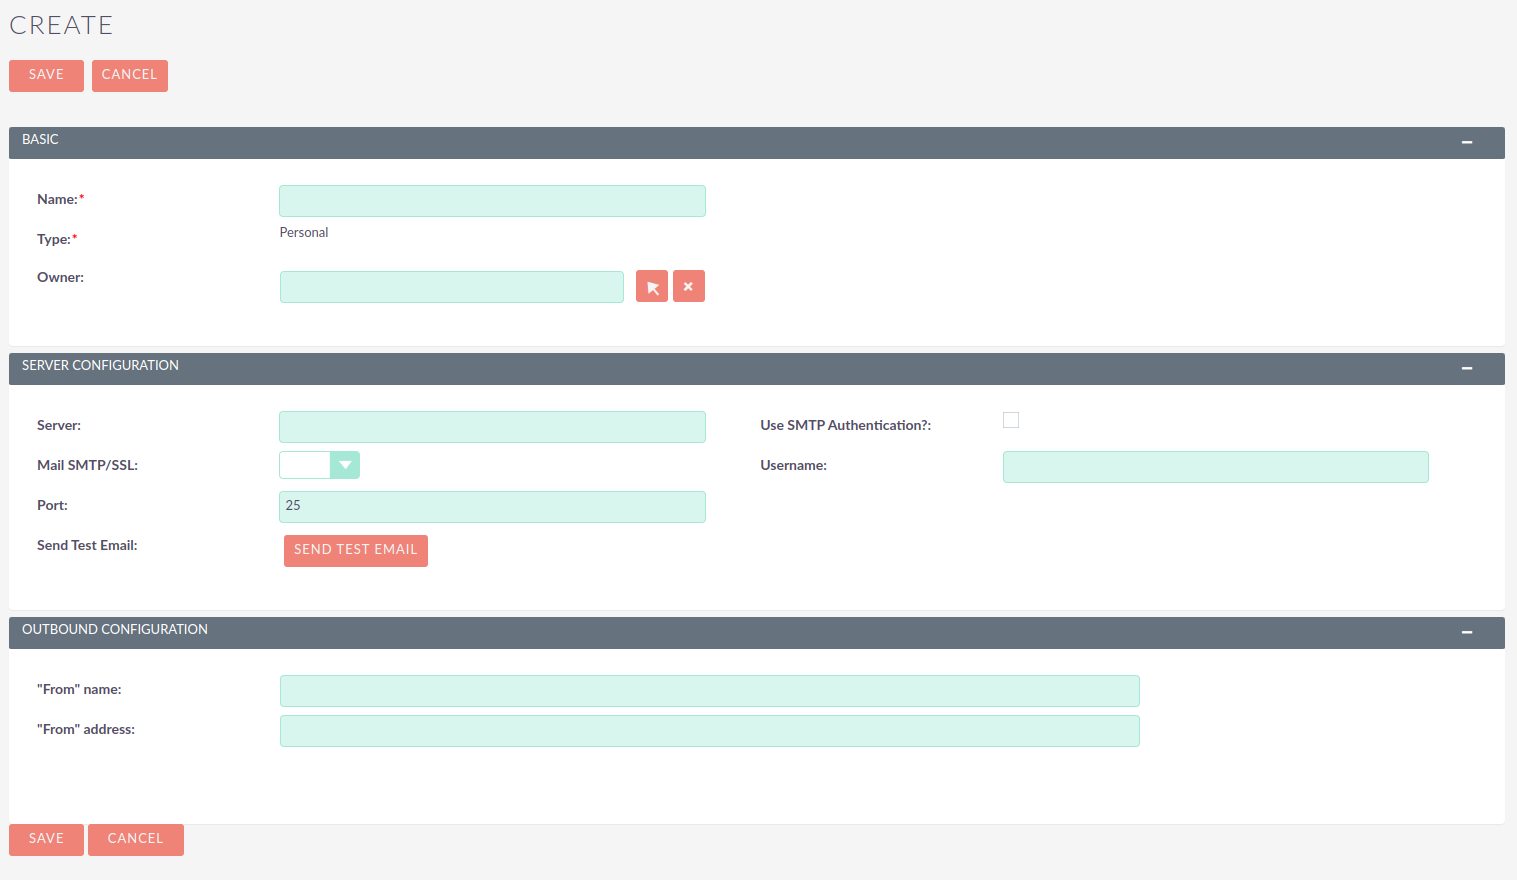 CREATE
SAVE CANCEL
BASIC
Name:*
Type:* Personal
Owner:
SERVER CONFIGURATION
Server: Use SMTP Authentication?:
Mail SMTP/SSL: Username:
Port: 25
Send Test Email: SEND TEST EMAIL
OUTBOUND CONFIGURATION
"From" name:
"From" address:
SAVE CANCEL